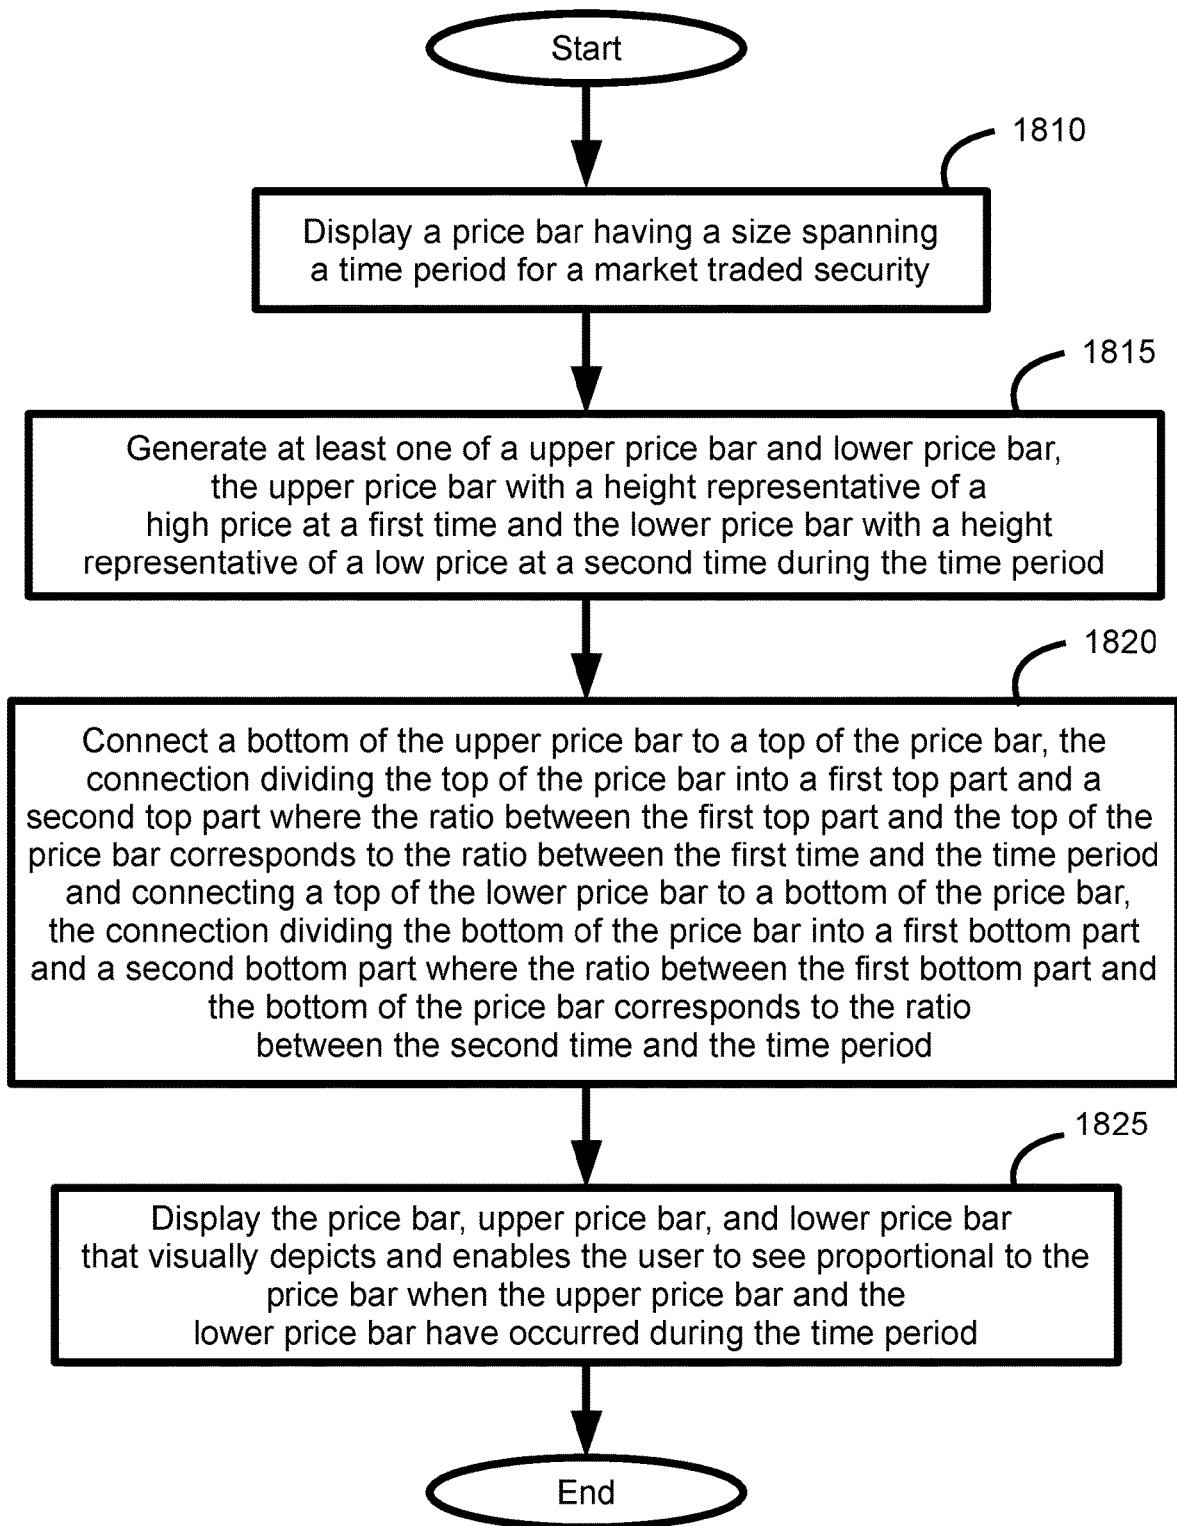 Start
1810
Display a price bar having a size spanning
a time period for a market traded security
1815
Generate at least one of a upper price bar and lower price bar,
the upper price bar with a height representative of a
high price at a first time and the lower price bar with a height
representative of a low price at a second time during the time period
1820
Connect a bottom of the upper price bar to a top of the price bar, the
connection dividing the top of the price bar into a first top part and a
second top part where the ratio between the first top part and the top of the
price bar corresponds to the ratio between the first time and the time period
and connecting a top of the lower price bar to a bottom of the price bar,
the connection dividing the bottom of the price bar into a first bottom part
and a second bottom part where the ratio between the first bottom part and
the bottom of the price bar corresponds to the ratio
between the second time and the time period
1825
Display the price bar, upper price bar, and lower price bar
that visually depicts and enables the user to see proportional to the
price bar when the upper price bar and the
lower price bar have occurred during the time period
End